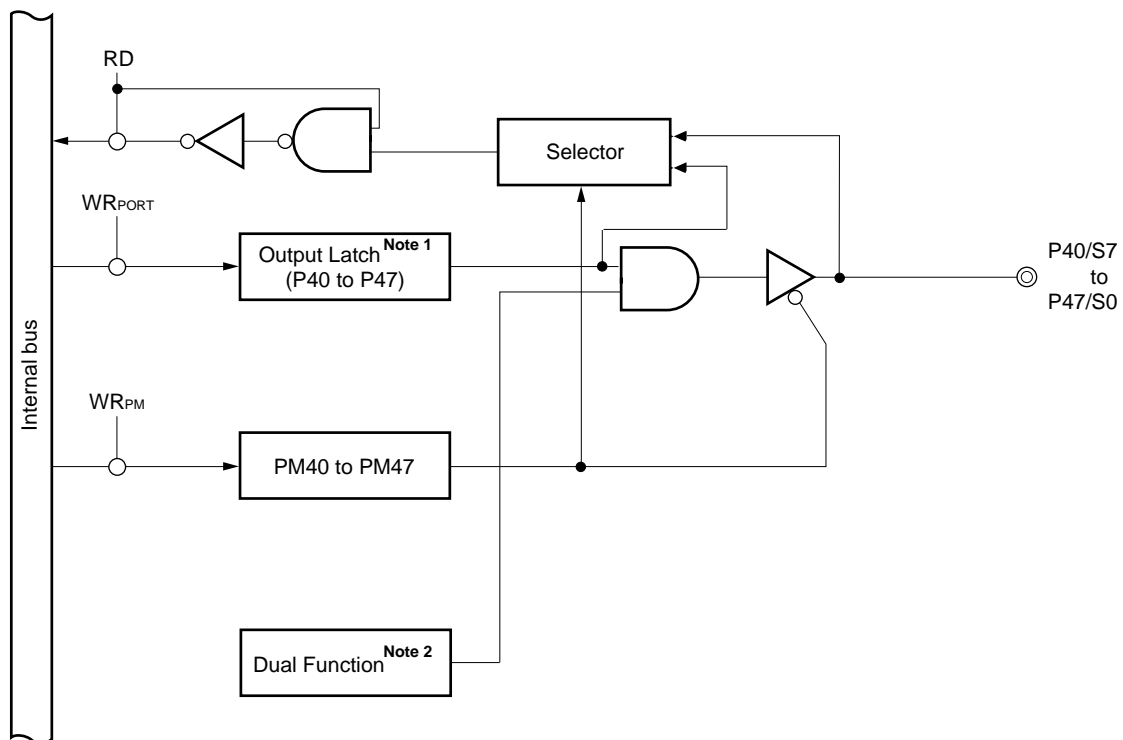 RD
Selector
WRPORT
Output Latch Note 1
(P40 to P47)
P40/S7
to
P47/S0
Internal bus
WRPM
PM40 to PM47
Dual Function Note 2